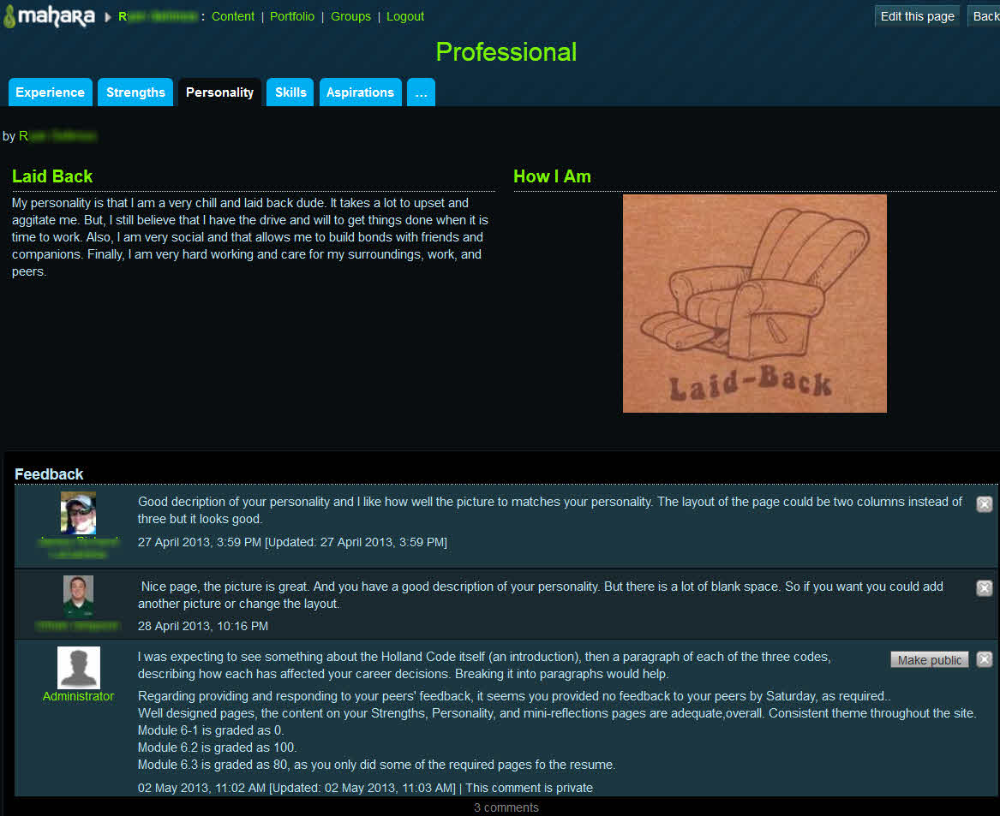 mahara R : Content | Portfolio | Groups | Logout Edit this page Back
Professional
Experience Strengths Personality Skills Aspirations ...
by R
Laid Back
My personality is that I am a very chill and laid back dude. It takes a lot to upset and
aggitate me. But, I still believe that I have the drive and will to get things done when it is
time to work. Also, I am very social and that allows me to build bonds with friends and
companions. Finally, I am very hard working and care for my surroundings, work, and
peers.
How I Am
Laid-Back
Feedback
Good decription of your personality and I like how well the picture to matches your personality. The layout of the page could be two columns instead of
three but it looks good.
27 April 2013, 3:59 PM [Updated: 27 April 2013, 3:59 PM]
Nice page, the picture is great. And you have a good description of your personality. But there is a lot of blank space. So if you want you could add
another picture or change the layout.
28 April 2013, 10:16 PM
Administrator
I was expecting to see something about the Holland Code itself (an introduction), then a paragraph of each of the three codes,
describing how each has affected your career decisions. Breaking it into paragraphs would help.
Make public
Regarding providing and responding to your peers' feedback, it seems you provided no feedback to your peers by Saturday, as required..
Well designed pages, the content on your Strengths, Personality, and mini-reflections pages are adequate,overall. Consistent theme throughout the site.
Module 6-1 is graded as 0.
Module 6.2 is graded as 100.
Module 6.3 is graded as 80, as you only did some of the required pages fo the resume.
02 May 2013, 11:02 AM [Updated: 02 May 2013, 11:03 AM] | This comment is private
3 comments